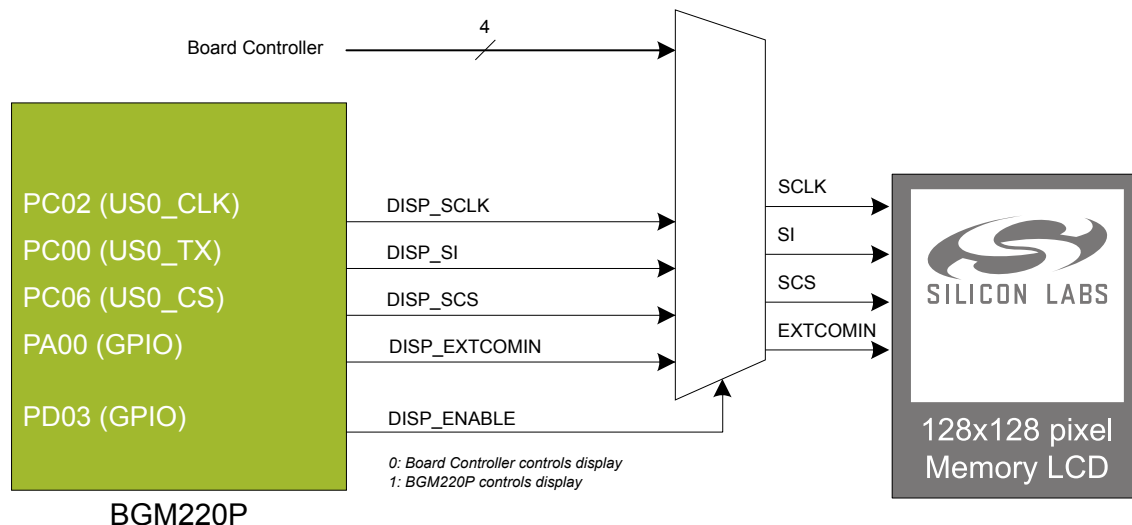 4
Board Controller
PC02 (US0_CLK)
PC00 (US0_TX)
PC06 (US0_CS)
PA00 (GPIO)
PD03 (GPIO)
BGM220P
DISP_SCLK
DISP_SI
DISP_SCS
DISP_EXTCOMIN
DISP_ENABLE
0: Board Controller controls display
1: BGM220P controls display
SCLK
SI
SCS
EXTCOMIN
SILICON LABS
128x128 pixel
Memory LCD